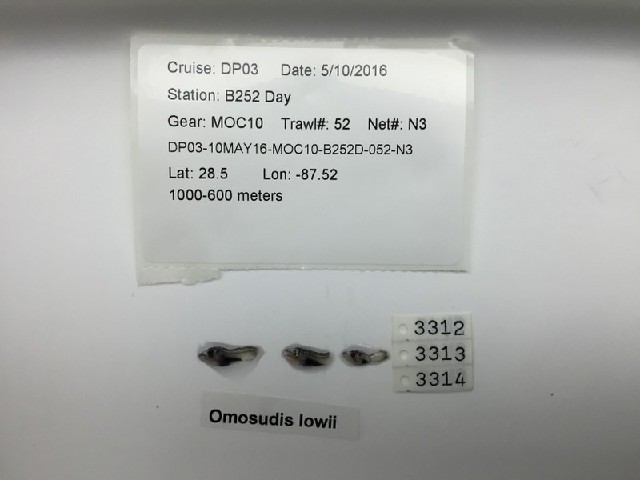 Cruise: DP03 Date: 5/10/2016
Station: B252 Day
Gear: MOC10 Trawl#: 52 Net#: N3
DP03-10MAY16-MOC10-B252D-052-N3
Lat: 28.5 Lon: -87.52
1000-600 meters
3312
3313
3314
Omosudis lowii